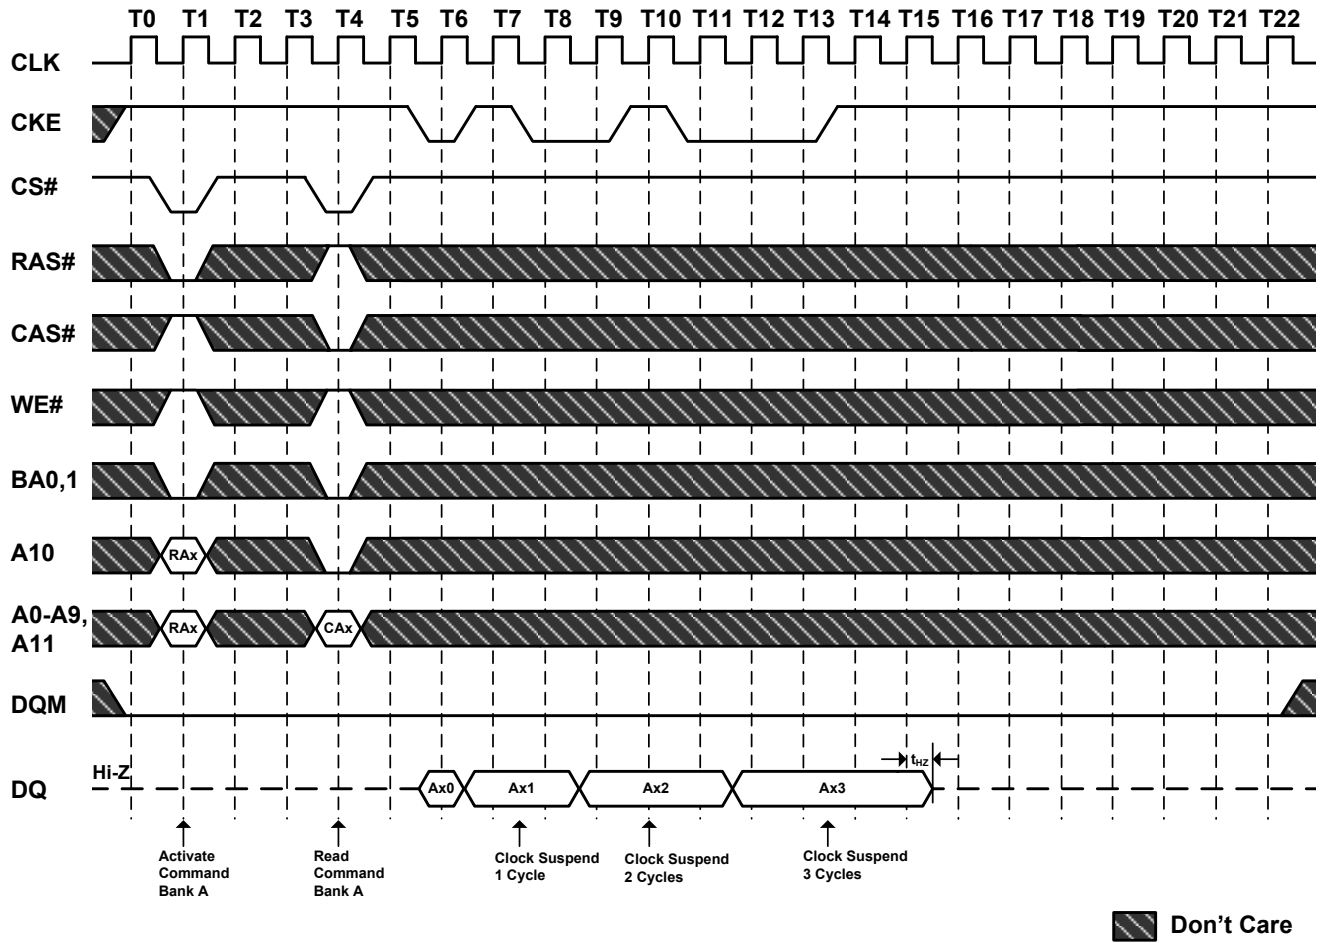 T0 T1 T2 T3 T4 T5 T6 T7 T8 T9 T10 T11 T12 T13 T14 T15 T16 T17 T18 T19 T20 T21 T22
CLK
CKE
CS#
RAS#
CAS#
WE#
BA0,1
A10 RAx
A0-A9,
A11
RAx CAx
DQM
tHZ
Hi-Z
DQ Ax0 Ax1 Ax2 Ax3
Activate
Command
Bank A
Read
Command
Bank A
Clock Suspend
1 Cycle
Clock Suspend
2 Cycles
Clock Suspend
3 Cycles
Don't Care